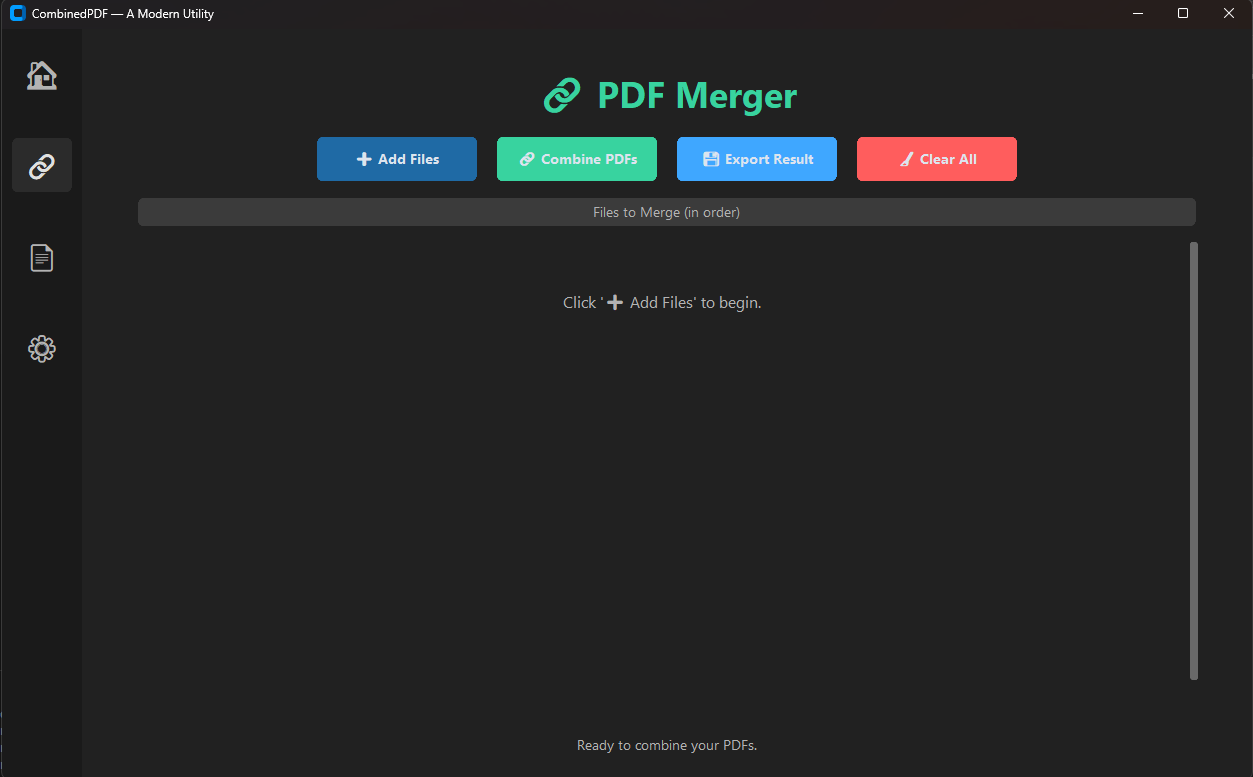 CombinedPDF — A Modern Utility
PDF Merger
Add Files
Combine PDFs
Export Result
Clear All
Files to Merge (in order)
Click '➕ Add Files' to begin.
Ready to combine your PDFs.